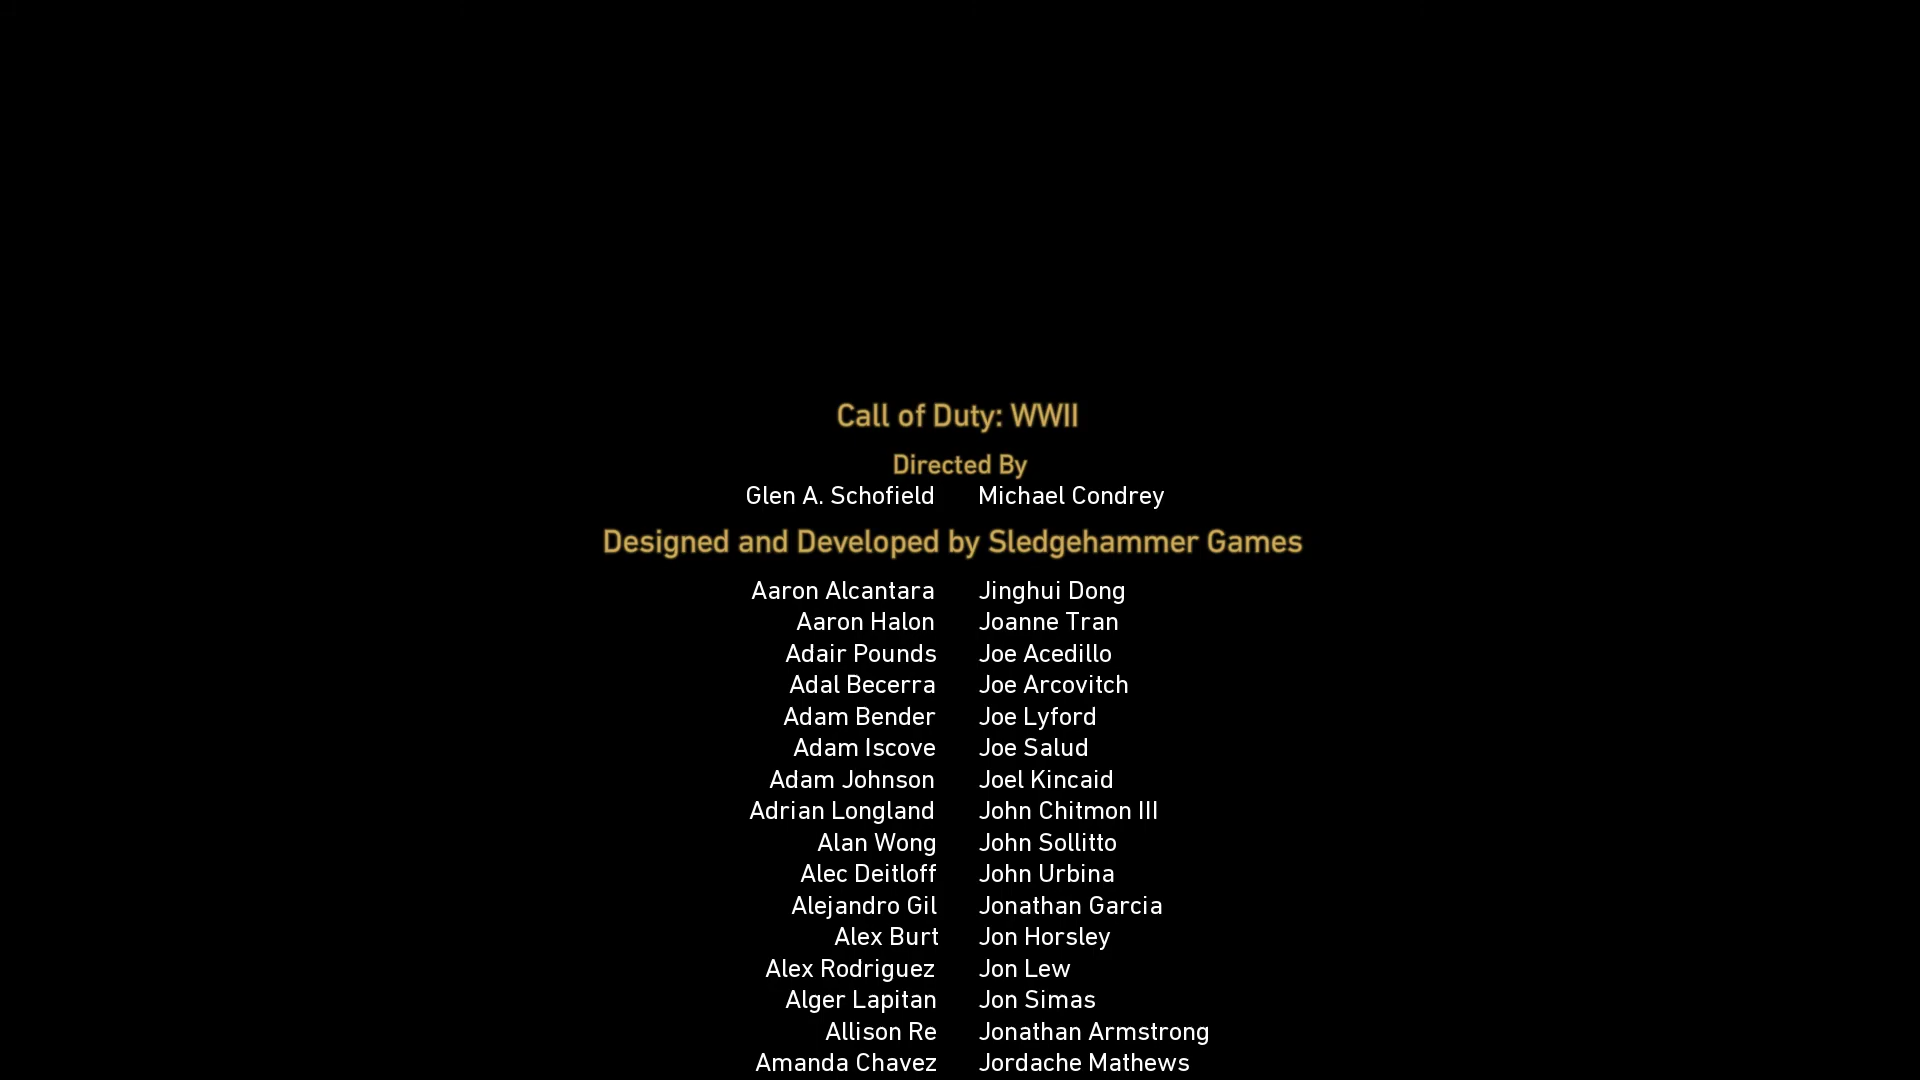 Call of Duty: WWII
Directed By
Glen A. Schofield Michael Condrey
Designed and Developed by Sledgehammer Games
Aaron Alcantara Jinghui Dong
Aaron Halon Joanne Tran
Adair Pounds Joe Acedillo
Adal Becerra Joe Arcovitch
Adam Bender Joe Lyford
Adam Iscove Joe Salud
Adam Johnson Joel Kincaid
Adrian Longland John Chitmon III
Alan Wong John Sollitto
Alec Deitloff John Urbina
Alejandro Gil Jonathan Garcia
Alex Burt Jon Horsley
Alex Rodriguez Jon Lew
Alger Lapitan Jon Simas
Allison Re Jonathan Armstrong
Amanda Chavez Jordache Mathews